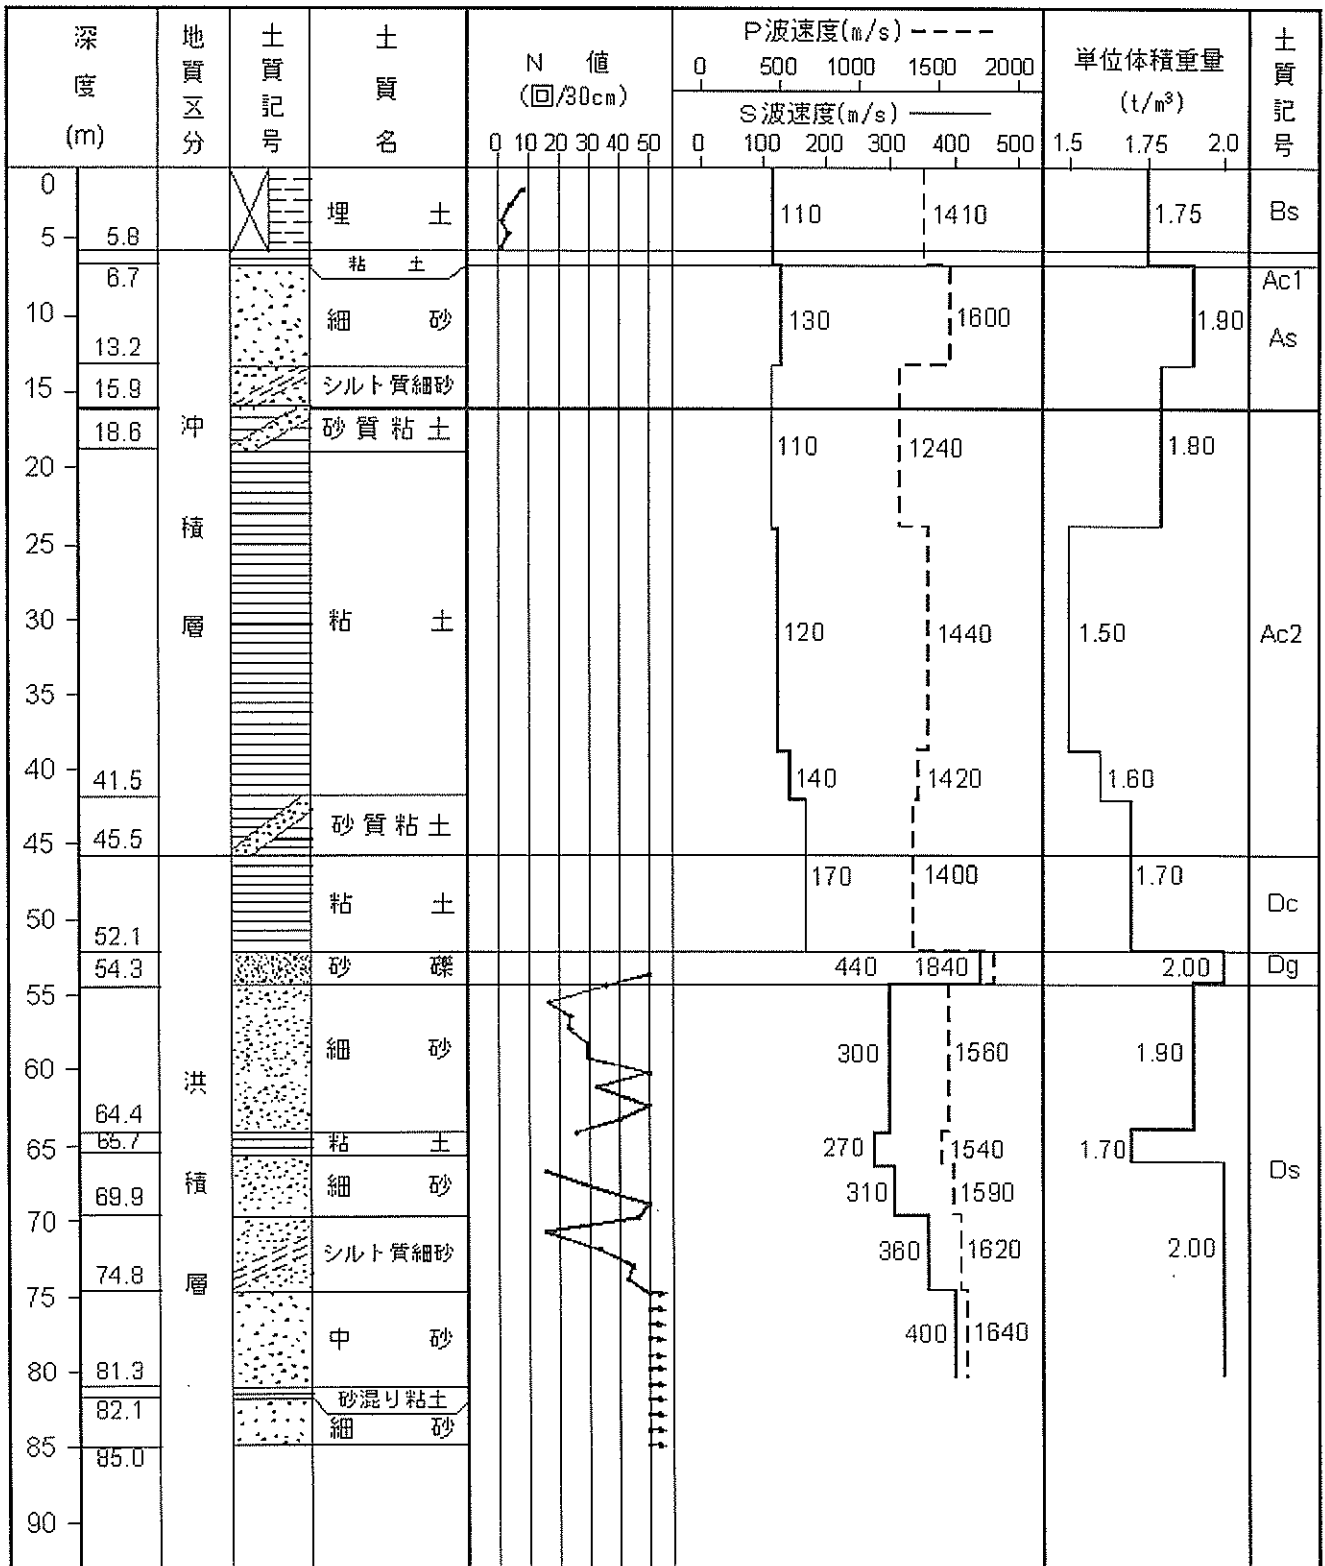 深度(m)
地質区分
土質記号
土質名
N 値
(回/30cm)
0 10 20 30 40 50
P波速度(m/s)
0 500 1000 1500 2000
S波速度(m/s)
0 100 200 300 400 500
単位体積重量
(t/m³)
1.5 1.75 2.0
土質記号
0
5
10
15
20
25
30
35
40
45
50
55
60
65
70
75
80
85
90
5.8
6.7
13.2
15.9
18.6
41.5
45.5
52.1
54.3
64.4
65.7
69.9
74.8
81.3
82.1
85.0
沖積層
洪積層
埋土
粘土
細砂
シルト質細砂
砂質粘土
粘土
砂質粘土
粘土
砂礫
細砂
粘土
細砂
シルト質細砂
中砂
砂混り粘土
細砂
110 1410 1.75
130 1600 1.90
110 1240 1.80
120 1440 1.50
140 1420 1.60
170 1400 1.70
440 1840 2.00
300 1560 1.90
270 1540 1.70
310 1590
360 1620 2.00
400 1640
Bs
Ac1
As
Ac2
Dc
Dg
Ds